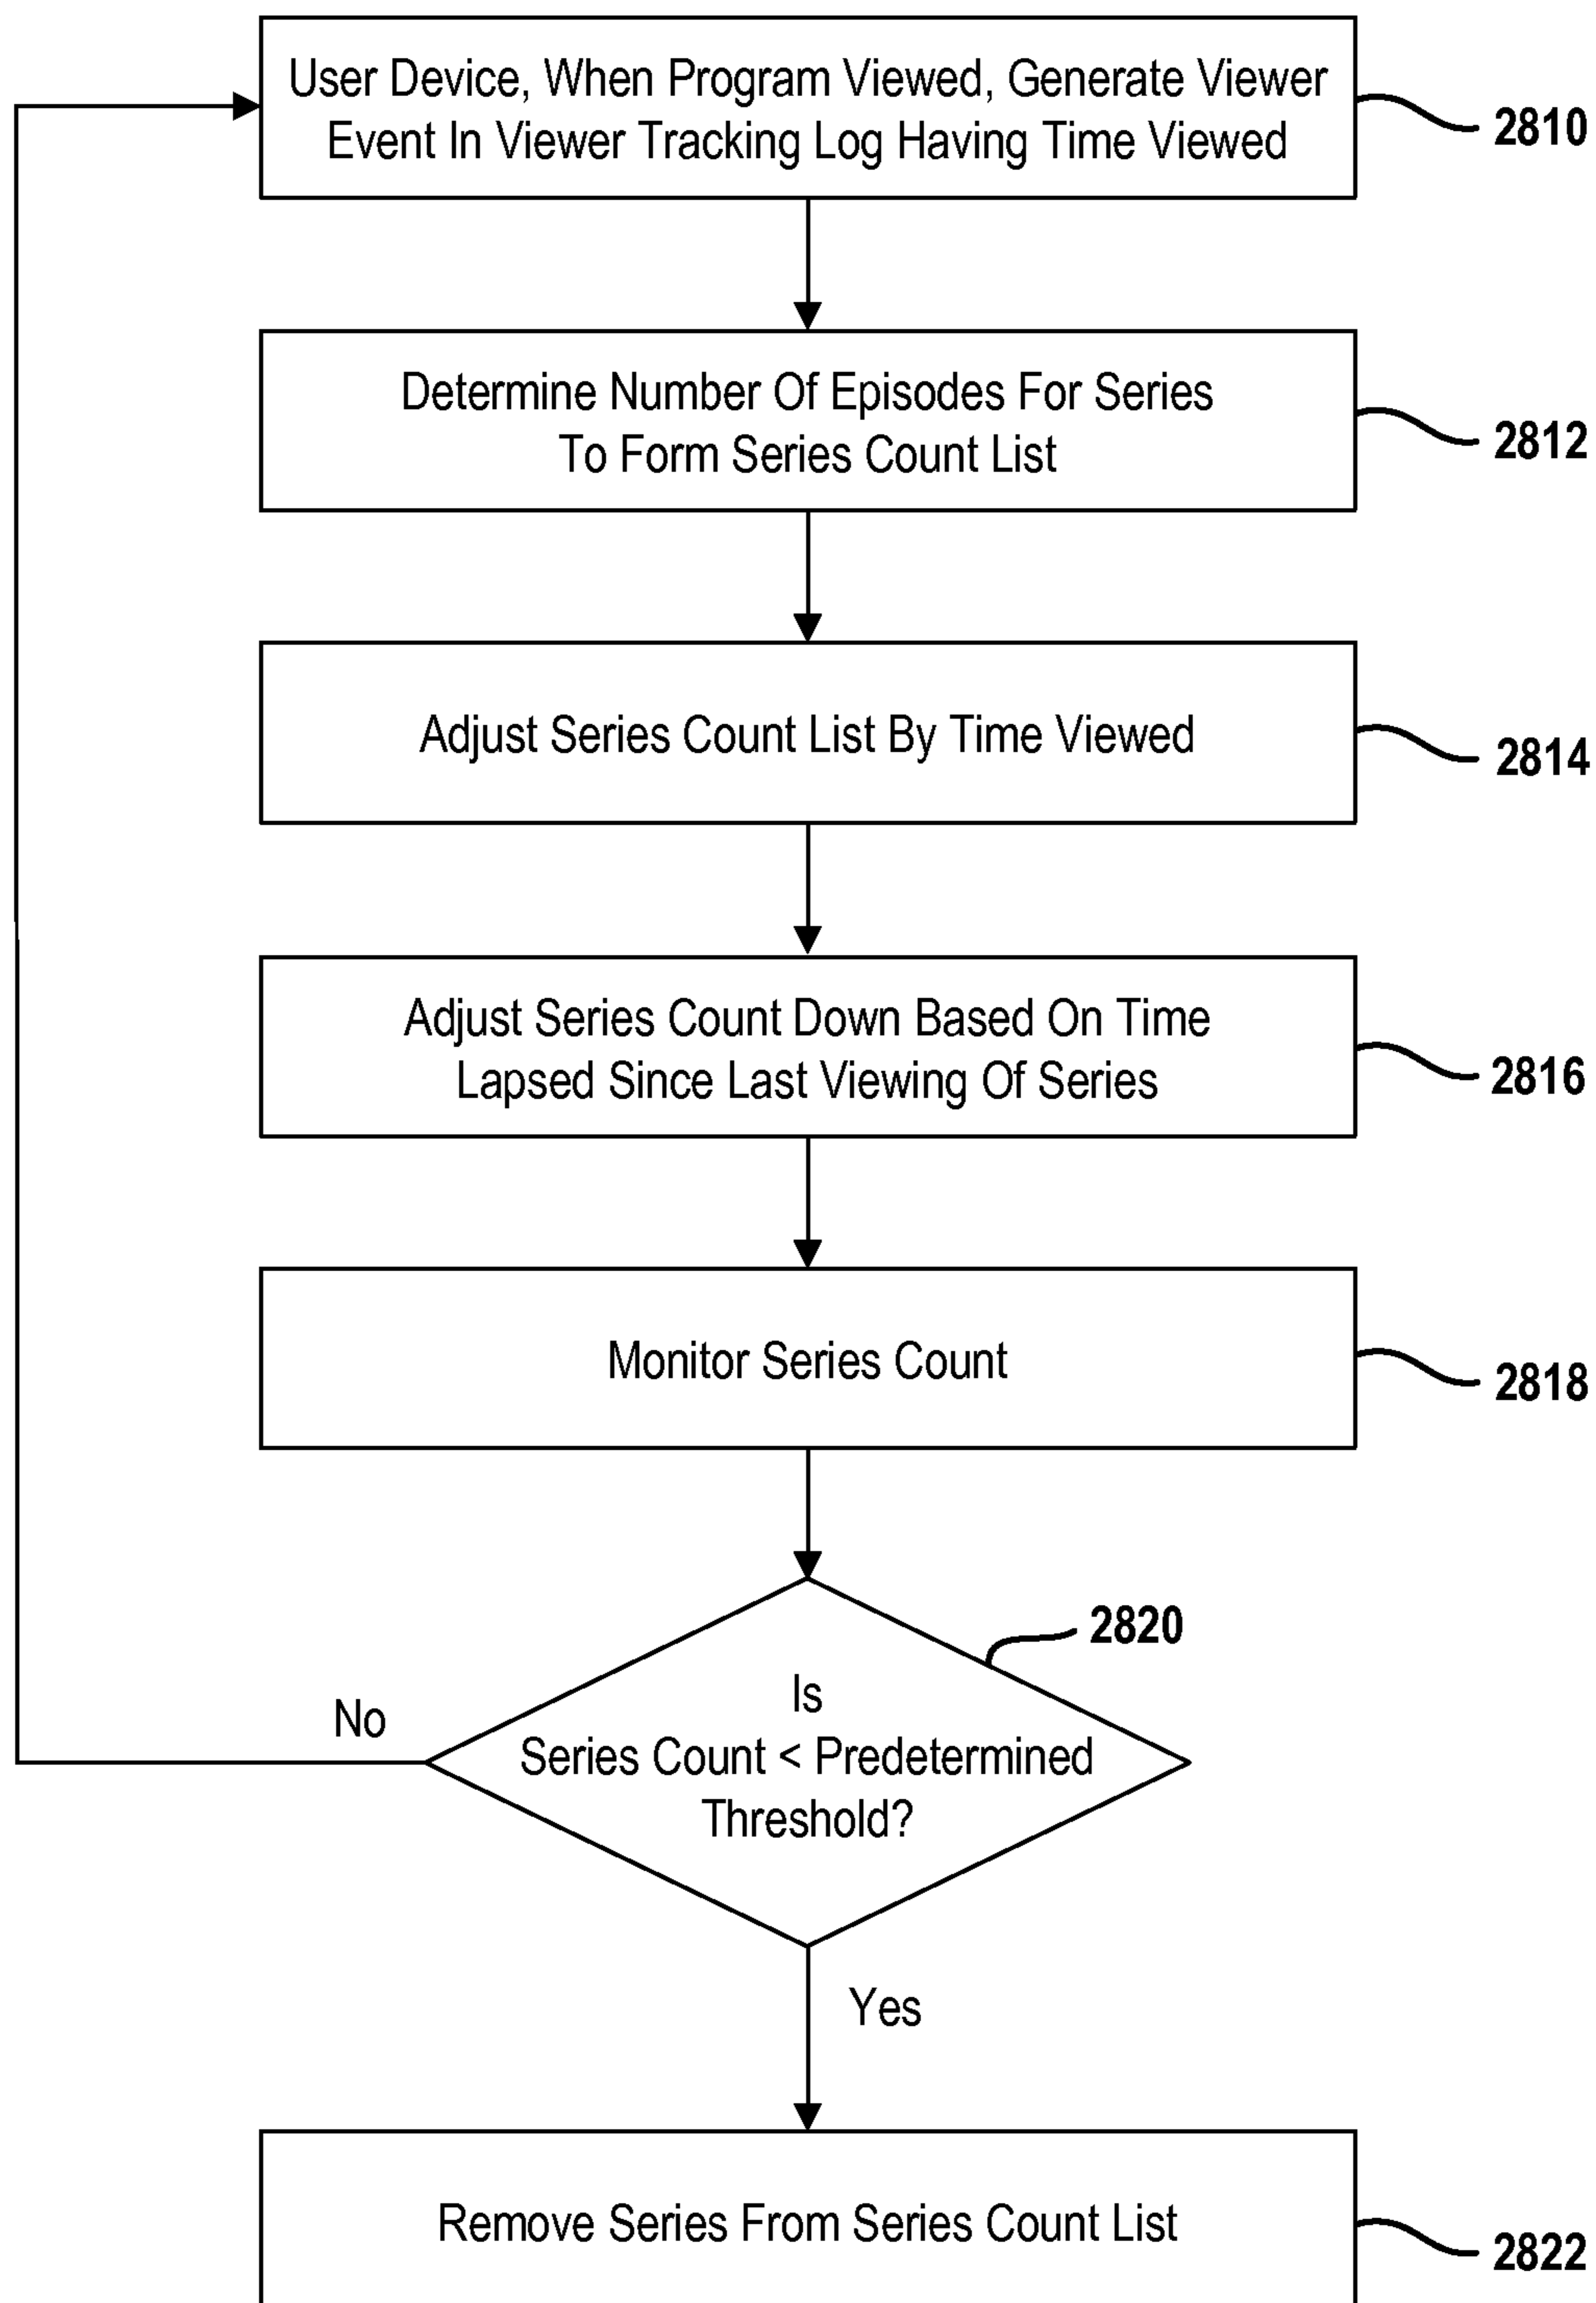 User Device, When Program Viewed, Generate Viewer
Event In Viewer Tracking Log Having Time Viewed
2810
Determine Number Of Episodes For Series
To Form Series Count List
2812
Adjust Series Count List By Time Viewed
2814
Adjust Series Count Down Based On Time
Lapsed Since Last Viewing Of Series
2816
Monitor Series Count
2818
2820
Is
Series Count < Predetermined
Threshold?
No
Yes
Remove Series From Series Count List
2822